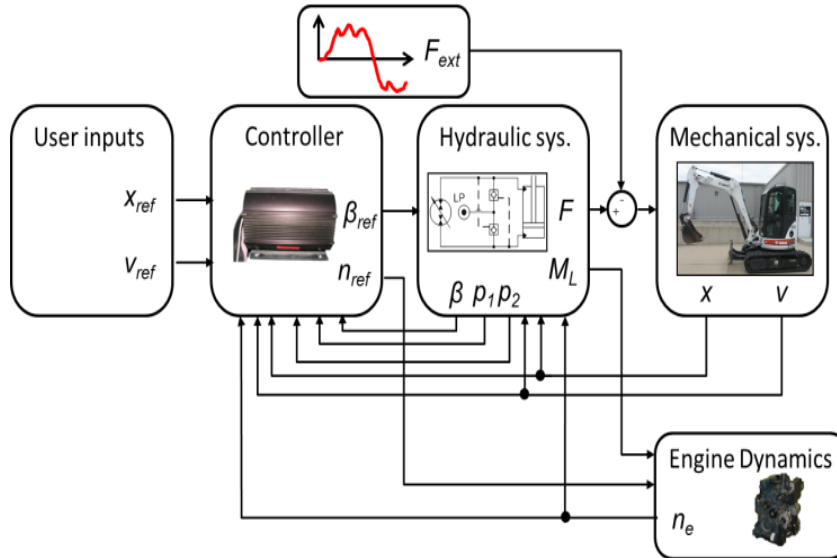 F_ext
User inputs
x_ref
v_ref
Controller
β_ref
n_ref
Hydraulic sys.
LP
F
M_L
β p_1 p_2
+
-
Mechanical sys.
x v
Engine Dynamics
n_e